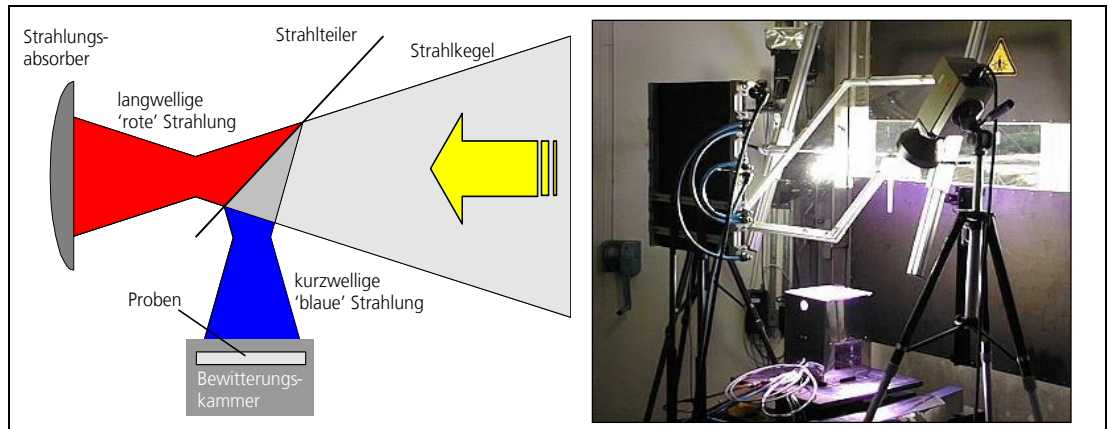 Strahlungs-
absorber
Strahlteiler
Strahlkegel
langwellige
‘rote’ Strahlung
kurzwellige
‘blaue’ Strahlung
Proben
Bewitterungs-
kammer